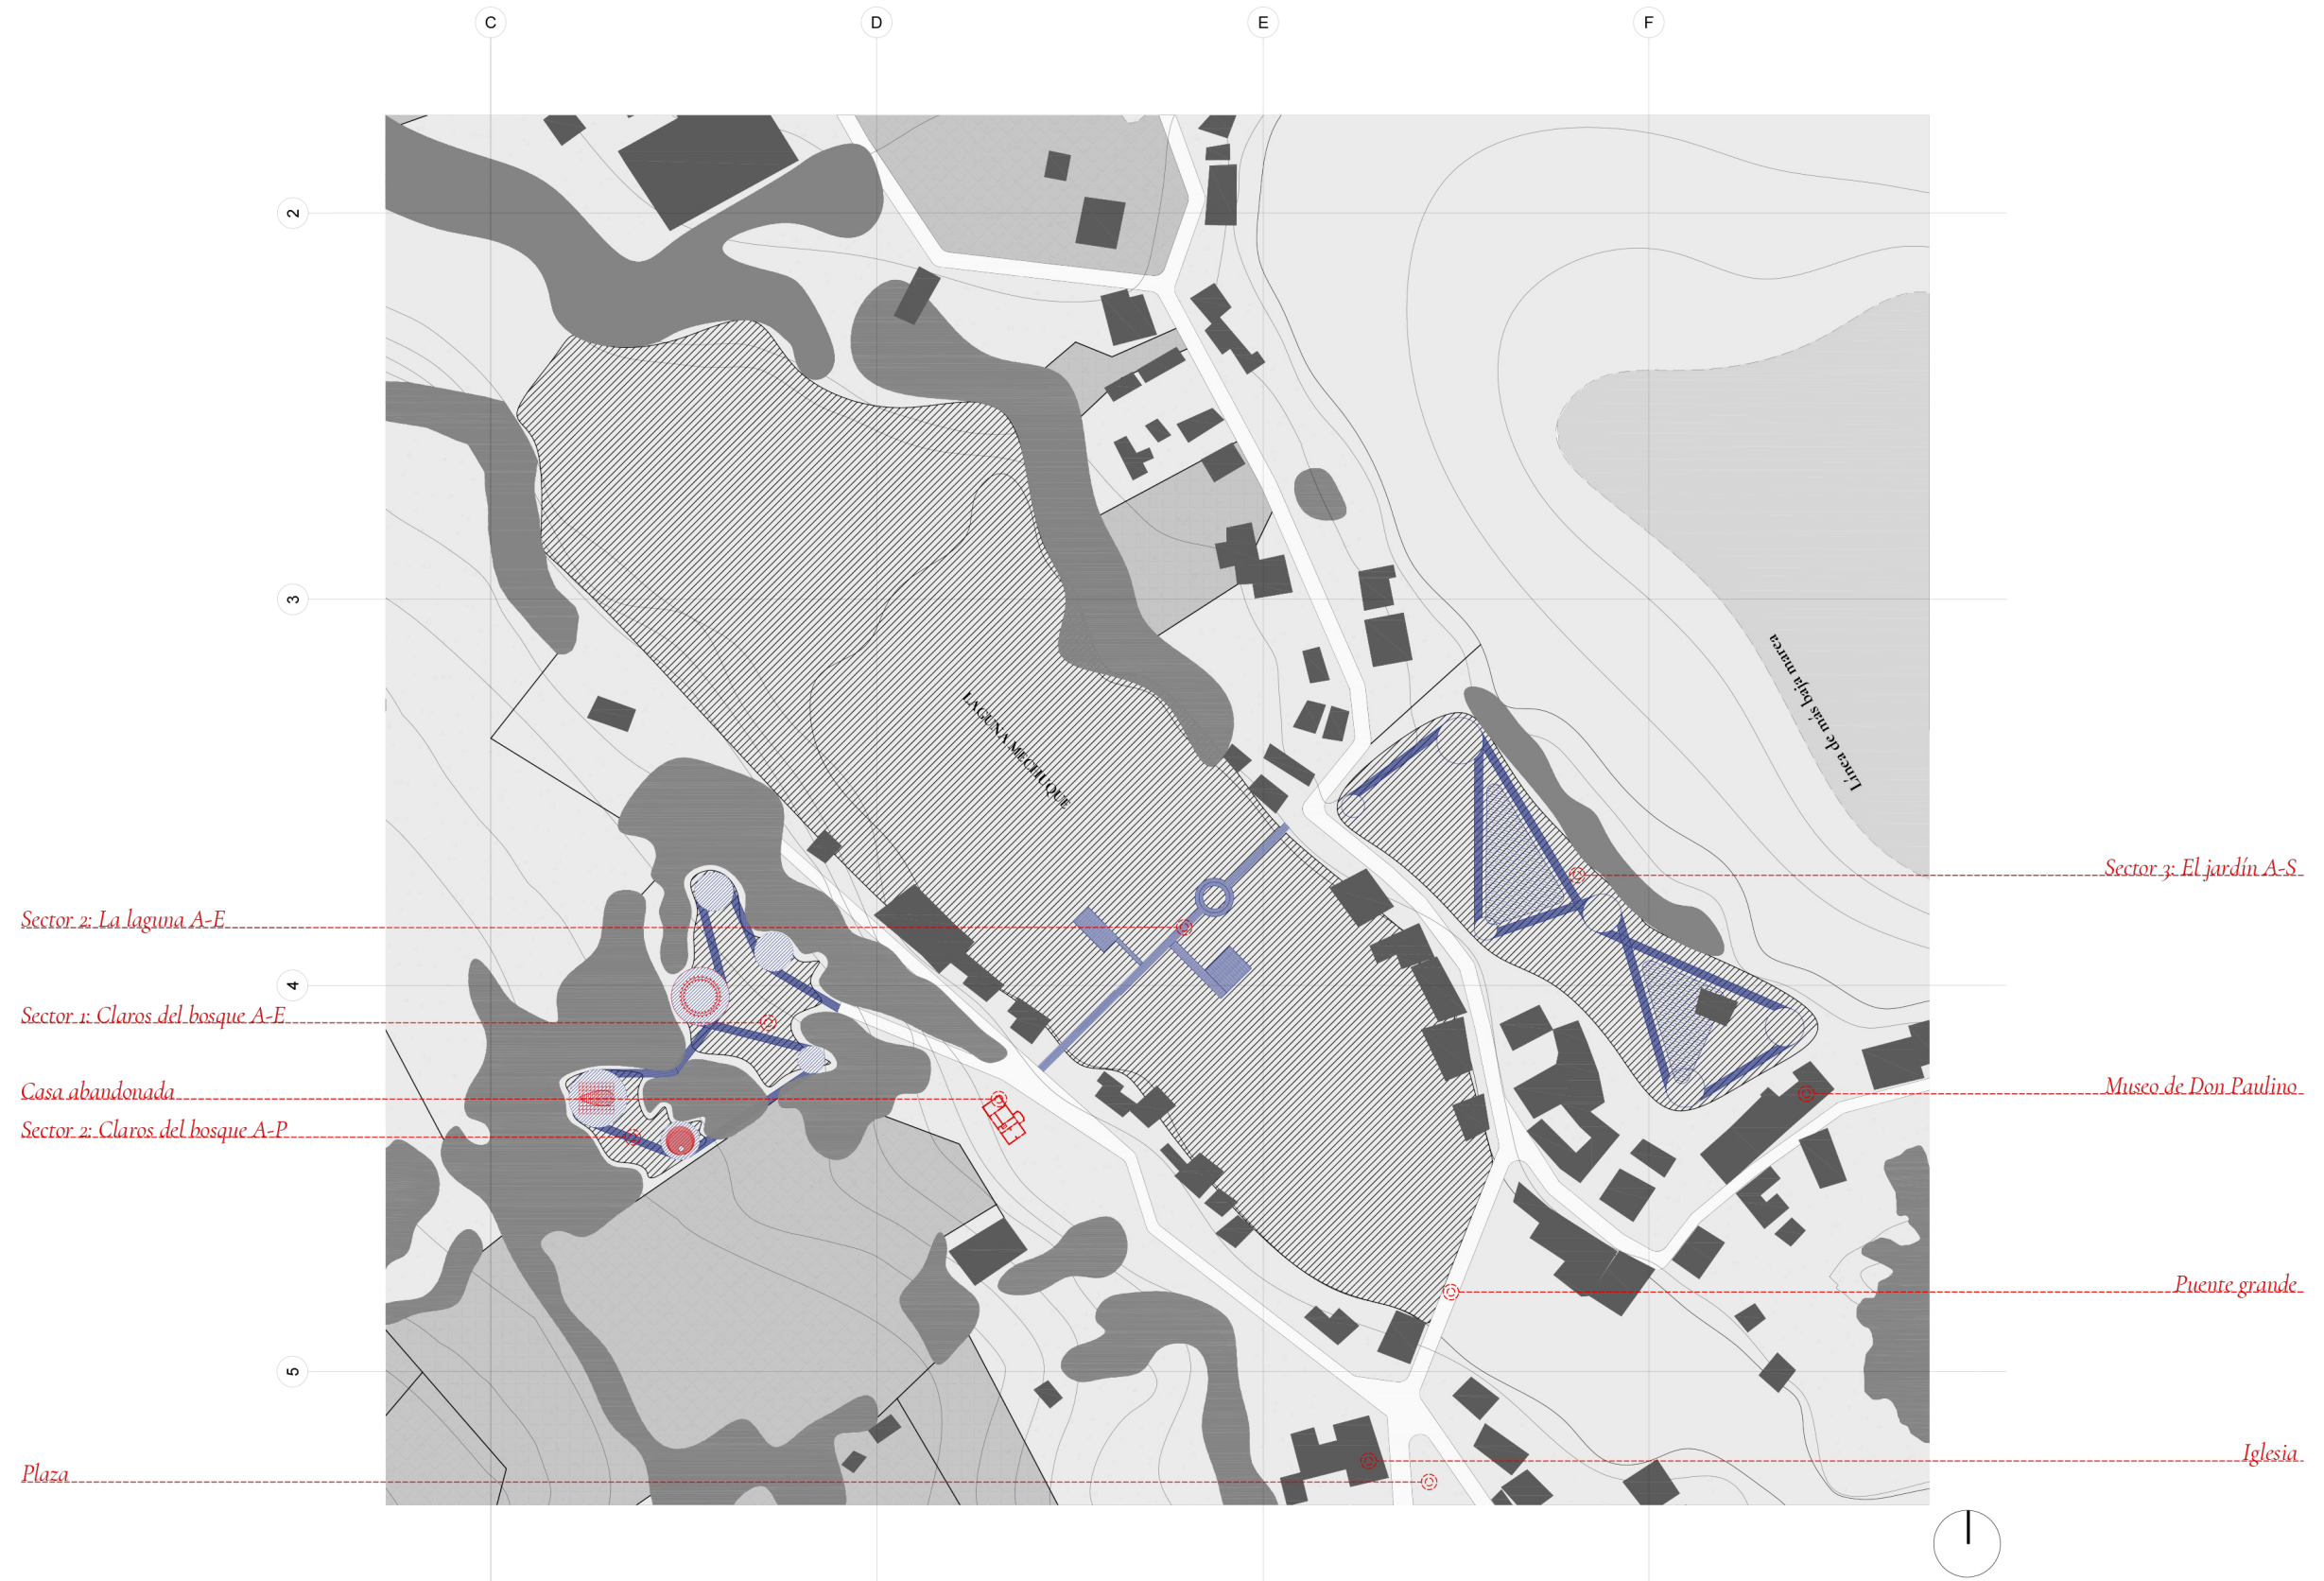 C D E F
2
3
4
5
LAGUNA MECHUQUE
Línea de más baja marea
Sector 2: La laguna A-E
Sector 1: Claros del bosque A-E
Casa abandonada
Sector 2: Claros del bosque A-P
Plaza
Sector 3: El jardín A-S
Museo de Don Paulino
Puente grande
Iglesia